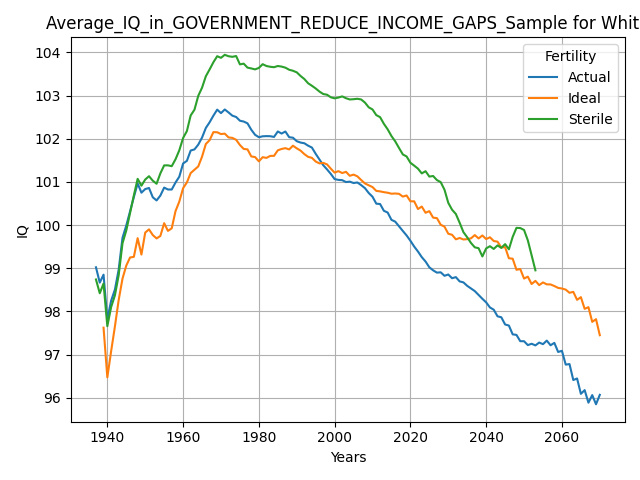 Average_IQ_in_GOVERNMENT_REDUCE_INCOME_GAPS_Sample for Whit
Fertility
Actual
Ideal
Sterile
104
103
102
101
100
99
98
97
96
IQ
1940 1960 1980 2000 2020 2040 2060
Years